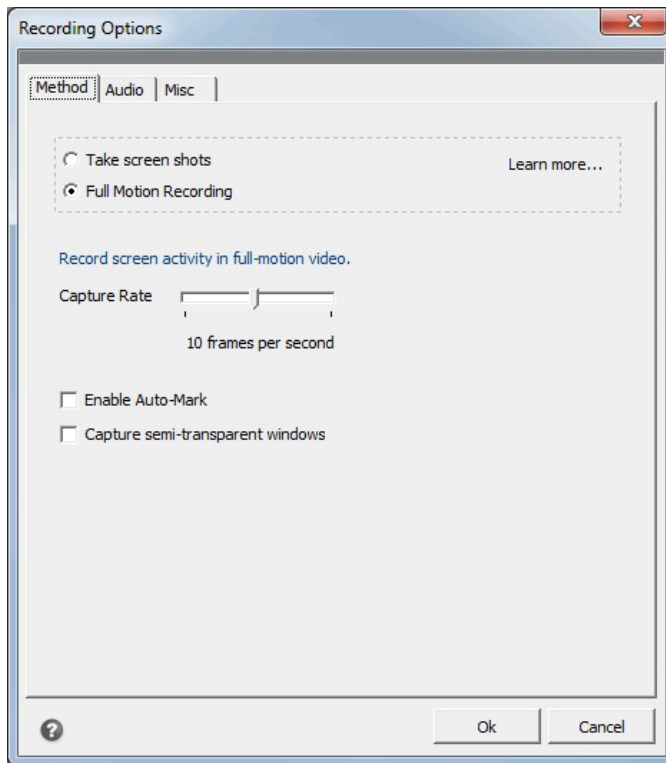 Recording Options
Method Audio Misc
Take screen shots Learn more...
Full Motion Recording
Record screen activity in full-motion video.
Capture Rate
10 frames per second
Enable Auto-Mark
Capture semi-transparent windows
Ok Cancel